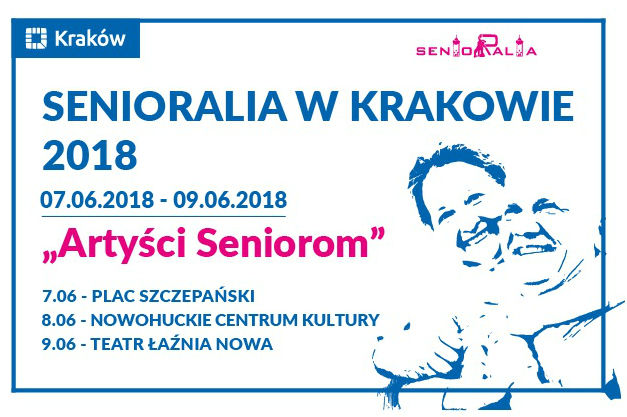 Kraków
SENIORALIA
SENIORALIA W KRAKOWIE
2018
07.06.2018 - 09.06.2018
„Artyści Seniorom”
7.06 - PLAC SZCZEPAŃSKI
8.06 - NOWOHUCKIE CENTRUM KULTURY
9.06 - TEATR ŁAŹNIA NOWA